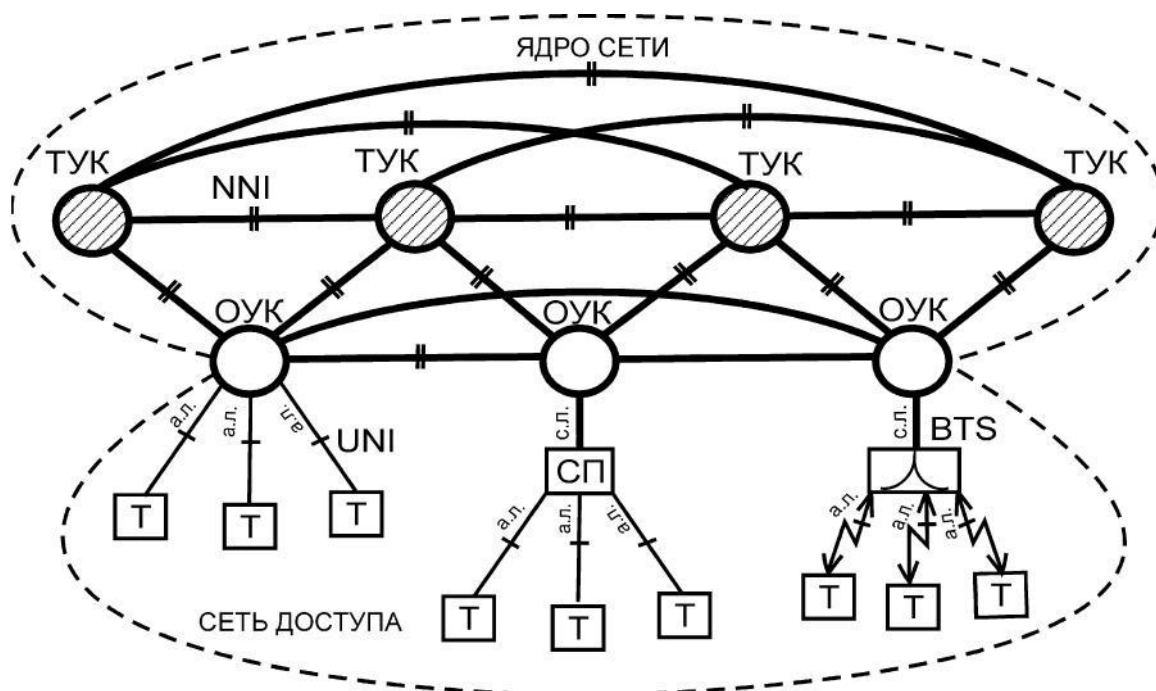 ЯДРО СЕТИ
ТУК
ТУК
ТУК
ТУК
NNI
ОУК
ОУК
ОУК
а.л.
а.л.
а.л.
UNI
с.л.
с.л.
BTS
СП
Т
Т
Т
а.л.
а.л.
а.л.
а.л.
а.л.
а.л.
Т
Т
Т
Т
Т
Т
СЕТЬ ДОСТУПА